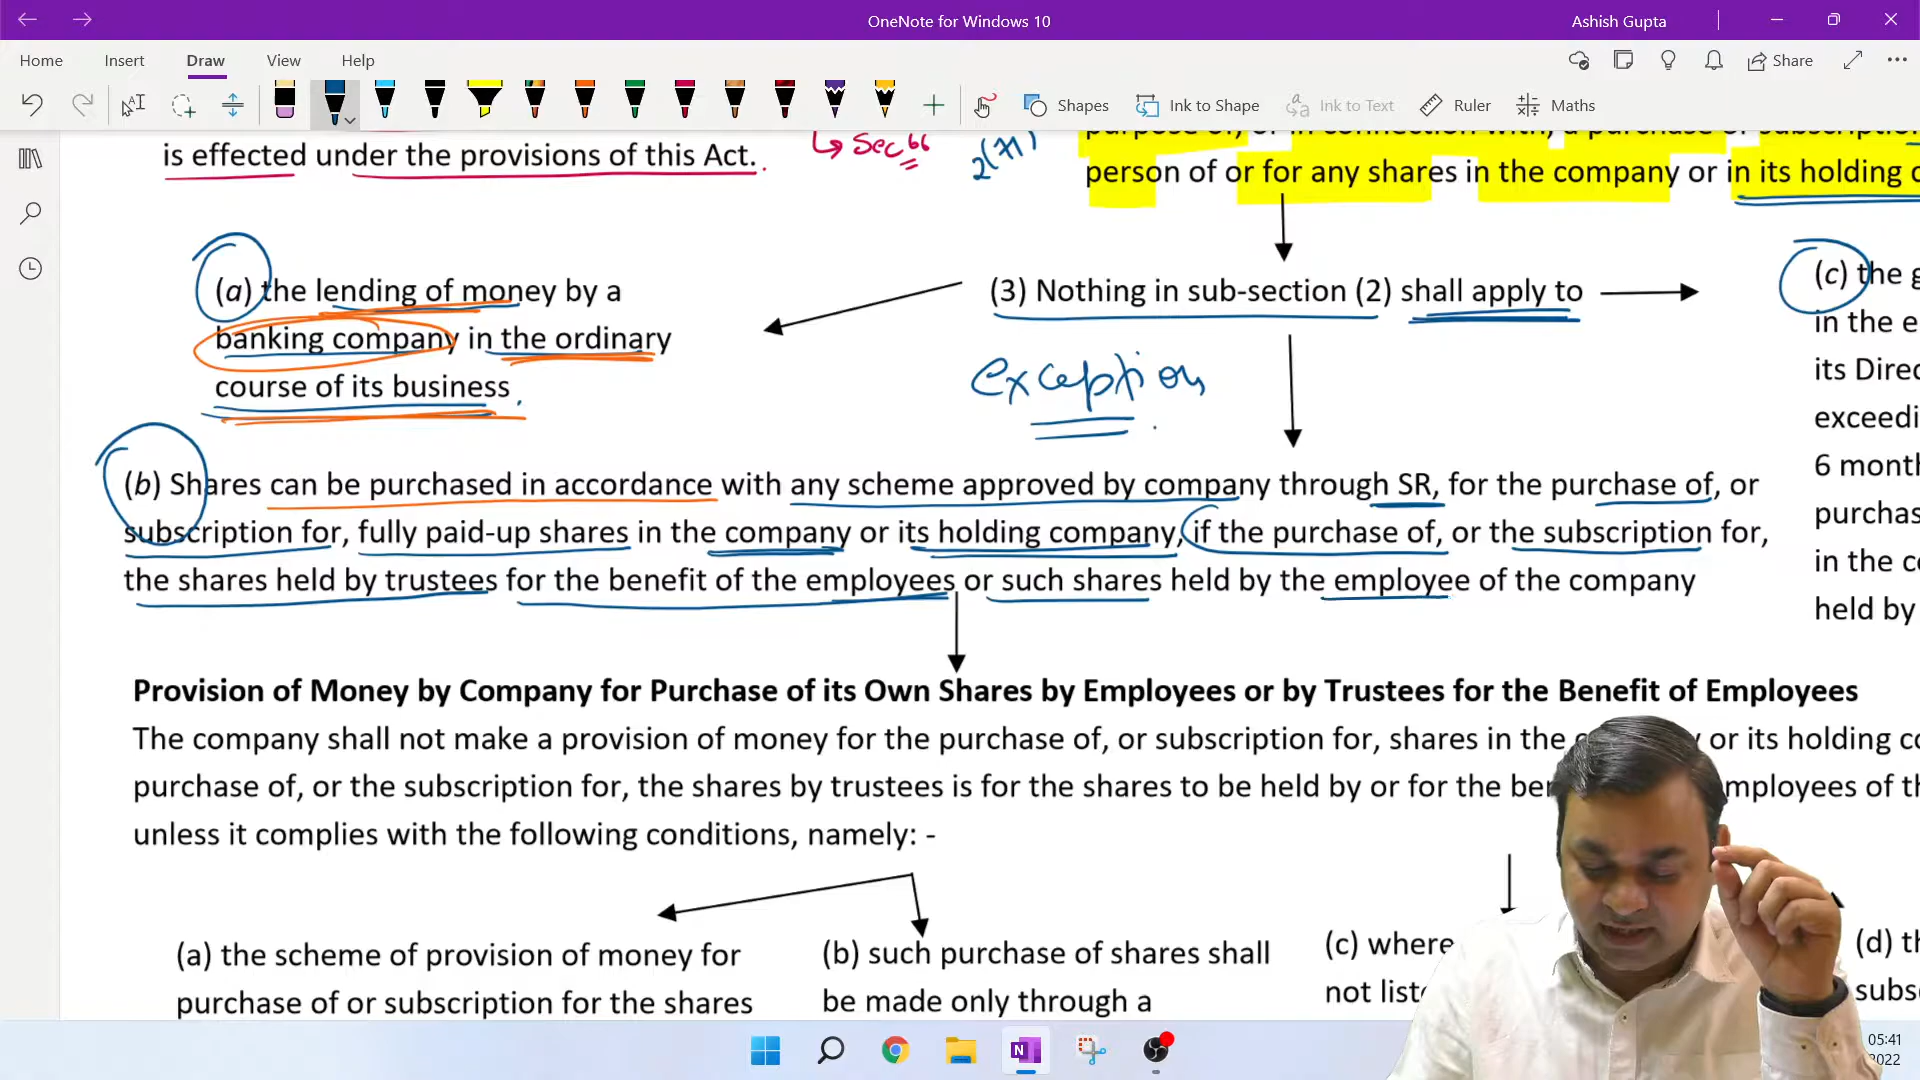 OneNote for Windows 10
Ashish Gupta
Home Insert Draw View Help
Share
Shapes Ink to Shape Ink to Text Ruler Maths
is effected under the provisions of this Act.
↳ Sec 66
2(71)
purpose of, or in connection with, a purchase or subscription
person of or for any shares in the company or in its holding
(a) the lending of money by a
banking company in the ordinary
course of its business.
(3) Nothing in sub-section (2) shall apply to
exception
(c) the
in the
its
exceedi
6 month
purchas
in the
held by
(b) Shares can be purchased in accordance with any scheme approved by company through SR, for the purchase of, or
subscription for, fully paid-up shares in the company or its holding company, if the purchase of, or the subscription for,
the shares held by trustees for the benefit of the employees or such shares held by the employee of the company
Provision of Money by Company for Purchase of its Own Shares by Employees or by Trustees for the Benefit of Employees
The company shall not make a provision of money for the purchase of, or subscription for, shares in the or its holding
purchase of, or the subscription for, the shares by trustees is for the shares to be held by or for the mployees of
unless it complies with the following conditions, namely: -
(a) the scheme of provision of money for
purchase of or subscription for the shares
(b) such purchase of shares shall
be made only through a
(c) where
not
(d)
subs
05:41
2022